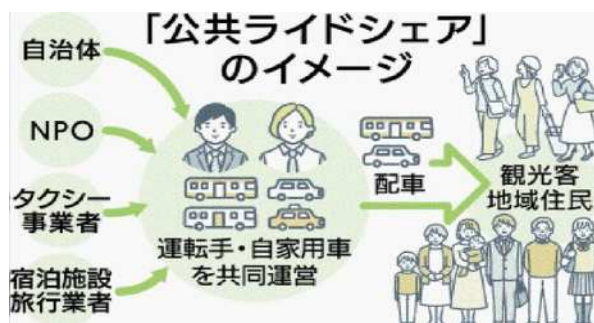 「公共ライドシェア」
のイメージ
自治体
NPO
タクシー
事業者
宿泊施設
旅行業者
運転手・自家用車
を共同運営
配車
観光客
地域住民